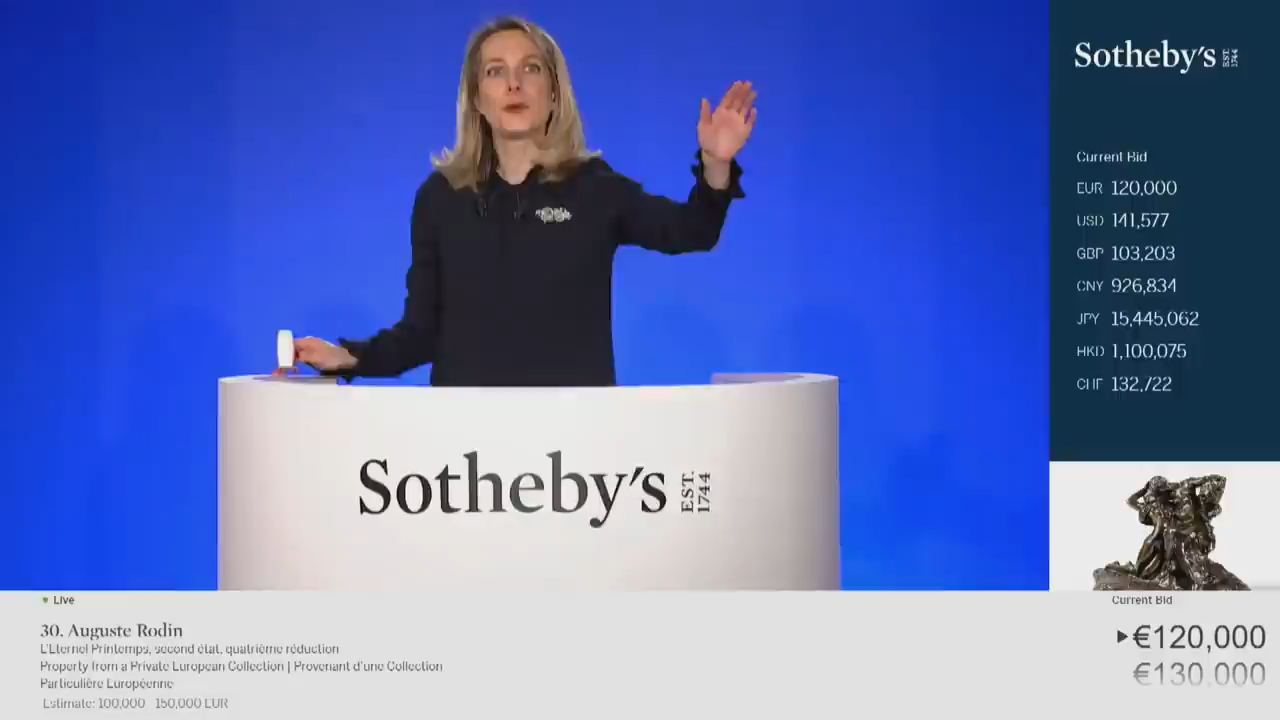 Sotheby's EST. 1744
Current Bid
EUR 120,000
USD 141,577
GBP 103,203
CNY 926,834
JPY 15,445,062
HKD 1,100,075
CHF 132,722
Sotheby's EST. 1744
Live
30. Auguste Rodin
L'Eternel Printemps, second état, quatrième réduction
Property from a Private European Collection | Provenant d'une Collection
Particulière Européenne
Estimate: 100,000 - 150,000 EUR
Current Bid
€120,000
€130,000